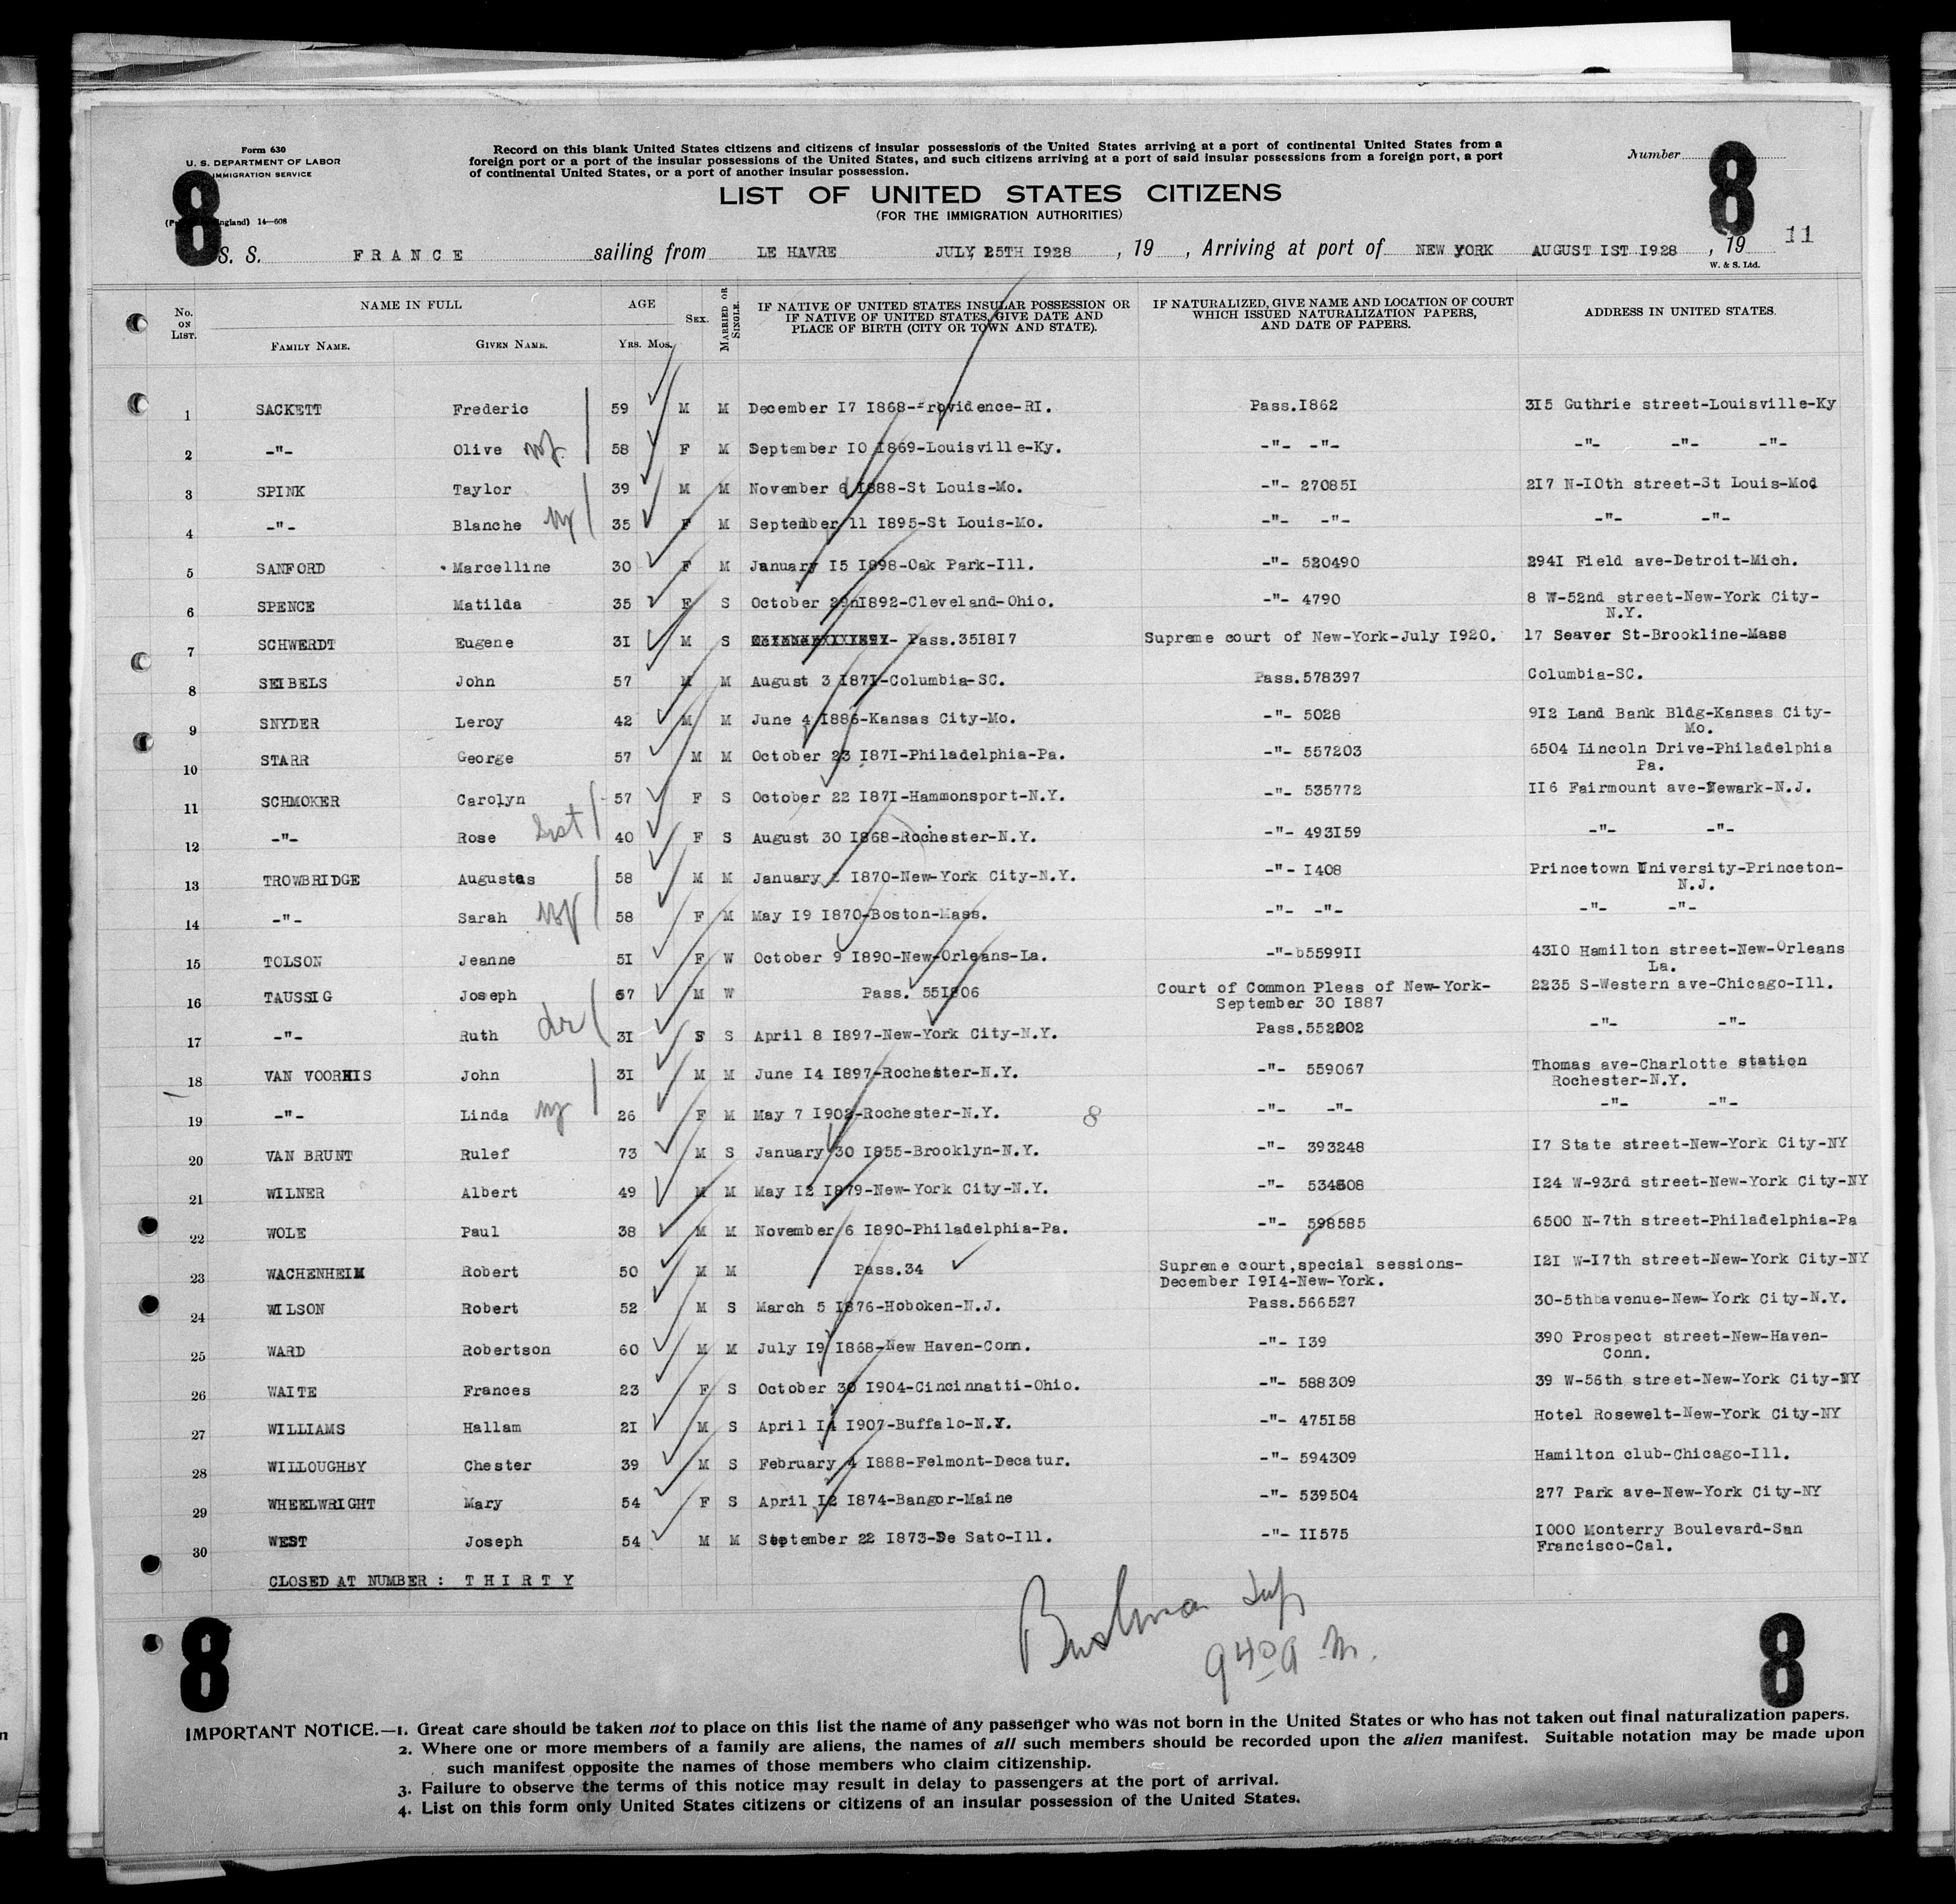 Form 630
U. S. DEPARTMENT OF LABOR
IMMIGRATION SERVICE
8
ngland) 14—608
Record on this blank United States citizens and citizens of insular possessions of the United States arriving at a port of continental United States from a
foreign port or a port of the insular possessions of the United States, and such citizens arriving at a port of said insular possessions from a foreign port, a port
of continental United States, or a port of another insular possession.
LIST OF UNITED STATES CITIZENS
(FOR THE IMMIGRATION AUTHORITIES)
Number
8
11
S. S. FRANCE sailing from LE HAVRE JULY, 25TH 1928 , 19 , Arriving at port of NEW YORK AUGUST 1ST 1928 , 19
W. & S. Ltd.
No. ON LIST. NAME IN FULL FAMILY NAME. GIVEN NAME. AGE YRS. MOS. SEX. MARRIED OR SINGLE. IF NATIVE OF UNITED STATES INSULAR POSSESSION OR IF NATIVE OF UNITED STATES, GIVE DATE AND PLACE OF BIRTH (CITY OR TOWN AND STATE). IF NATURALIZED, GIVE NAME AND LOCATION OF COURT WHICH ISSUED NATURALIZATION PAPERS, AND DATE OF PAPERS. ADDRESS IN UNITED STATES.
1 SACKETT Frederic 59 M M December 17 1868-Providence-RI. Pass.1862 315 Guthrie street-Louisville-Ky
2 -"- Olive wf 58 F M September 10 1869-Louisville-Ky. -"- -"- -"- -"- -"-
3 SPINK Taylor 39 M M November 6 1888-St Louis-Mo. -"- 270851 217 N-10th street-St Louis-Mod
4 -"- Blanche wf 35 F M September 11 1895-St Louis-Mo. -"- -"- -"- -"-
5 SANFORD Marcelline 30 F M January 15 1898-Oak Park-Ill. -"- 520490 2941 Field ave-Detroit-Mich.
6 SPENCE Matilda 35 F S October 29n1892-Cleveland-Ohio. -"- 4790 8 W-52nd street-New-York City-
N.Y.
7 SCHWERDT Eugene 31 M S Pass.351817 Supreme court of New-York-July 1920. 17 Seaver St-Brookline-Mass
8 SEIBELS John 57 M M August 3 1871-Columbia-SC. Pass.578397 Columbia-SC.
9 SNYDER Leroy 42 M M June 4 1886-Kansas City-Mo. -"- 5028 912 Land Bank Bldg-Kansas City-
Mo.
10 STARR George 57 M M October 23 1871-Philadelphia-Pa. -"- 557203 6504 Lincoln Drive-Philadelphia
Pa.
11 SCHMOKER Carolyn 57 F S October 22 1871-Hammonsport-N.Y. -"- 535772 116 Fairmount ave-Newark-N.J.
12 -"- Rose sist 40 F S August 30 1868-Rochester-N.Y. -"- 493159 -"- -"-
13 TROWBRIDGE Augustas 58 M M January 2 1870-New-York City-N.Y. -"- 1408 Princetown University-Princeton-
N.J.
14 -"- Sarah wf 58 F M May 19 1870-Boston-Mass. -"- -"- -"- -"-
15 TOLSON Jeanne 51 F W October 9 1890-New-Orleans-La. -"-b559911 4310 Hamilton street-New-Orleans
La.
16 TAUSSIG Joseph 67 M W Pass. 551806 Court of Common Pleas of New-York- 2235 S-Western ave-Chicago-Ill.
September 30 1887
17 -"- Ruth dr 31 F S April 8 1897-New-York City-N.Y. Pass.552002 -"- -"-
18 VAN VOORHIS John 31 M M June 14 1897-Rochester-N.Y. -"- 559067 Thomas ave-Charlotte station
Rochester-N.Y.
19 -"- Linda wf 26 F M May 7 1902-Rochester-N.Y. 8 -"- -"- -"- -"-
20 VAN BRUNT Rulef 73 M S January 30 1855-Brooklyn-N.Y. -"- 393248 17 State street-New-York City-NY
21 WILNER Albert 49 M M May 12 1879-New-York City-N.Y. -"- 534808 124 W-93rd street-New-York City-NY
22 WOLE Paul 38 M M November 6 1890-Philadelphia-Pa. -"- 598585 6500 N-7th street-Philadelphia-Pa
23 WACHENHEIM Robert 50 M M Pass.34 Supreme court,special sessions- 121 W-17th street-New-York City-NY
December 1914-New-York.
24 WILSON Robert 52 M S March 5 1876-Hoboken-N.J. Pass.566527 30-5thbavenue-New-York City-N.Y.
25 WARD Robertson 60 M M July 19 1868-New Haven-Conn. -"- 139 390 Prospect street-New-Haven-
Conn.
26 WAITE Frances 23 F S October 30 1904-Cincinnatti-Ohio. -"- 588309 39 W-56th street-New-York City-NY
27 WILLIAMS Hallam 21 M S April 14 1907-Buffalo-N.Y. -"- 475158 Hotel Rosewelt-New-York City-NY
28 WILLOUGHBY Chester 39 M S February 4 1888-Felmont-Decatur. -"- 594309 Hamilton club-Chicago-Ill.
29 WHEELWRIGHT Mary 54 F S April 12 1874-Bangor-Maine -"- 539504 277 Park ave-New-York City-NY
30 WEST Joseph 54 M M September 22 1873-De Sato-Ill. -"- 11575 1000 Monterry Boulevard-San
Francisco-Cal.
CLOSED AT NUMBER : T H I R T Y
Insp
940 a m.
8
8
IMPORTANT NOTICE.—1. Great care should be taken not to place on this list the name of any passenger who was not born in the United States or who has not taken out final naturalization papers.
2. Where one or more members of a family are aliens, the names of all such members should be recorded upon the alien manifest. Suitable notation may be made upon
such manifest opposite the names of those members who claim citizenship.
3. Failure to observe the terms of this notice may result in delay to passengers at the port of arrival.
4. List on this form only United States citizens or citizens of an insular possession of the United States.